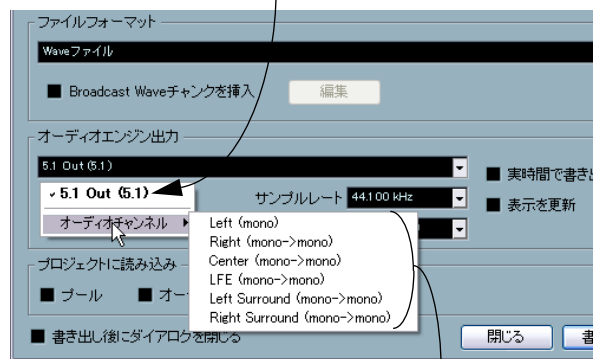 ファイルフォーマット
Waveファイル
Broadcast Waveチャンクを挿入
編集
オーディオエンジン出力
5.1 Out (5.1)
実時間で書き出
✓ 5.1 Out (5.1)
サンプルレート 44.100 kHz
表示を更新
オーディオチャンネル
Left (mono)
Right (mono->mono)
Center (mono->mono)
LFE (mono->mono)
Left Surround (mono->mono)
Right Surround (mono->mono)
プロジェクトに読み込み
プール
オー
書き出し後にダイアログを閉じる
閉じる
書